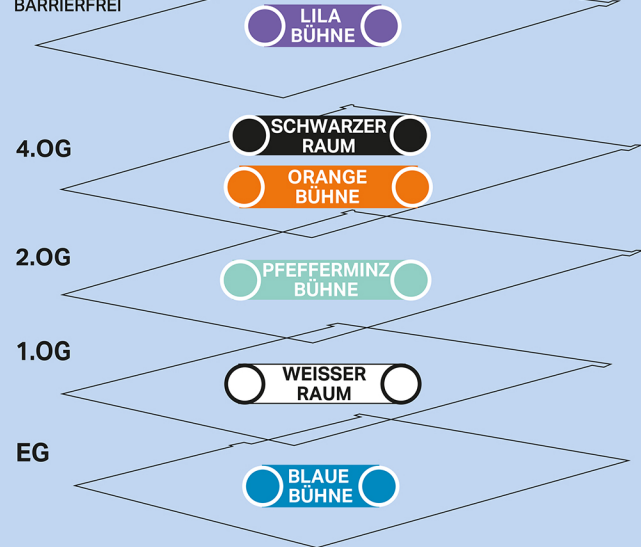 BARRIERFREI
LILA
BÜHNE
4.OG
SCHWARZER
RAUM
ORANGE
BÜHNE
2.OG
PFEFFERMINZ
BÜHNE
1.OG
WEISSER
RAUM
EG
BLAUE
BÜHNE